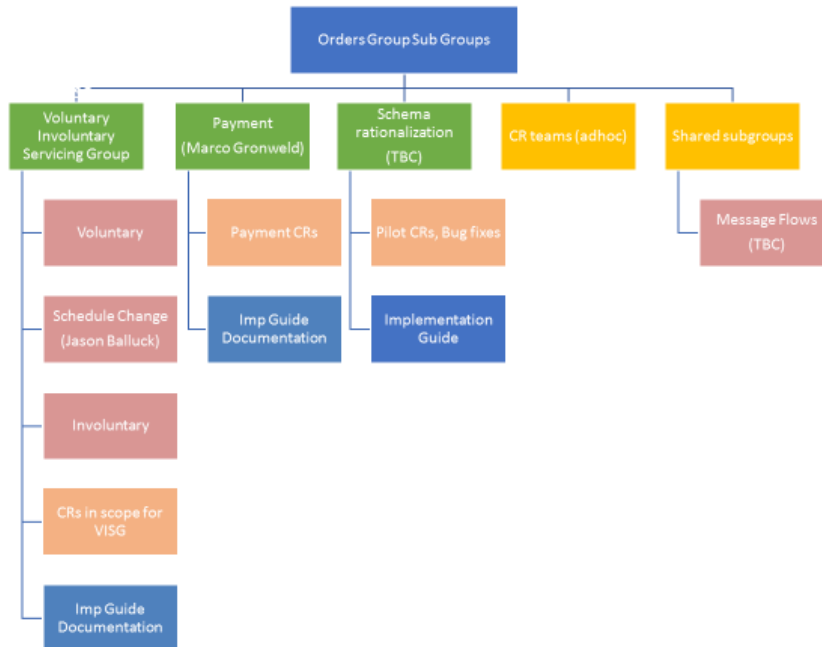 Orders Group Sub Groups
Voluntary
Involuntary
Servicing Group
Payment
(Marco Gronweld)
Schema
rationalization
(TBC)
CR teams (adhoc)
Shared subgroups
Voluntary
Payment CRs
Pilot CRs, Bug fixes
Message Flows
(TBC)
Schedule Change
(Jason Balluck)
Imp Guide
Documentation
Implementation
Guide
Involuntary
CRs in scope for
VISG
Imp Guide
Documentation